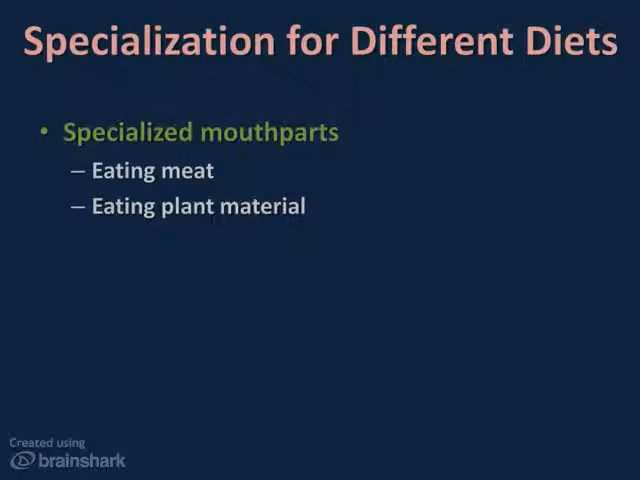 Specialization for Different Diets
• Specialized mouthparts
– Eating meat
– Eating plant material
Created using
brainshark